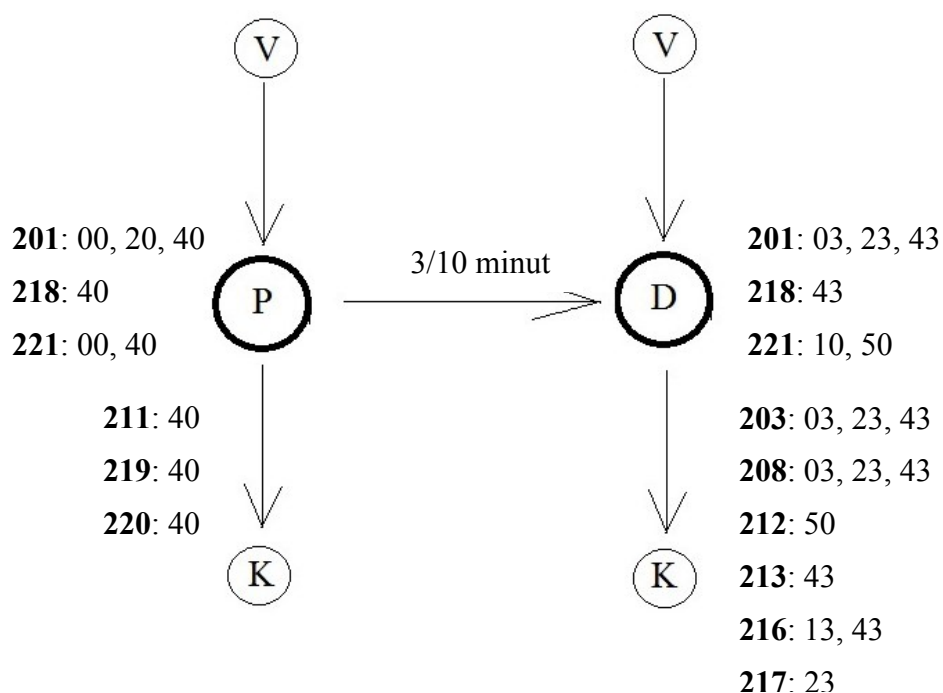 V
V
201: 00, 20, 40
218: 40
221: 00, 40
P
3/10 minut
D
201: 03, 23, 43
218: 43
221: 10, 50
211: 40
219: 40
220: 40
K
203: 03, 23, 43
208: 03, 23, 43
212: 50
213: 43
216: 13, 43
217: 23
K